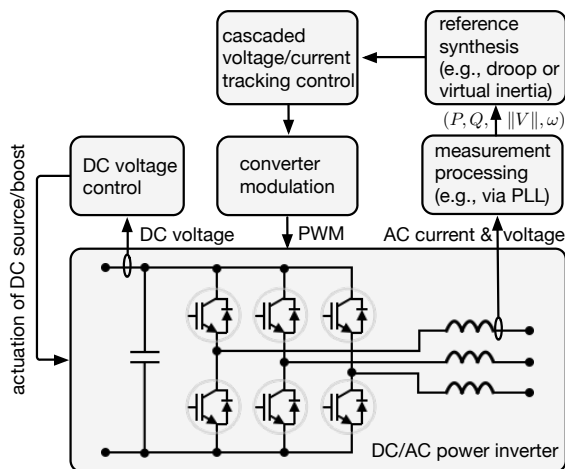 cascaded
voltage/current
tracking control
reference
synthesis
(e.g., droop or
virtual inertia)
(P, Q, ‖V‖, ω)
DC voltage
control
converter
modulation
measurement
processing
(e.g., via PLL)
actuation of DC source/boost
DC voltage
PWM
AC current & voltage
DC/AC power inverter